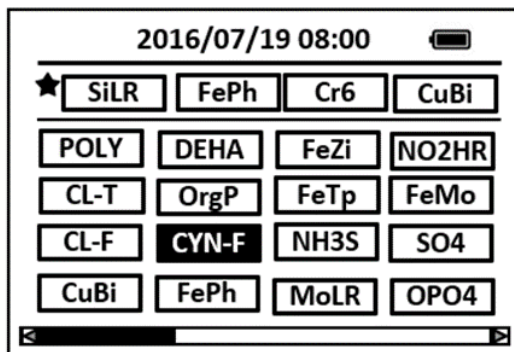 2016/07/19 08:00
SiLR FePh Cr6 CuBi
POLY DEHA FeZi NO2HR
CL-T OrgP FeTp FeMo
CL-F CYN-F NH3S SO4
CuBi FePh MoLR OPO4